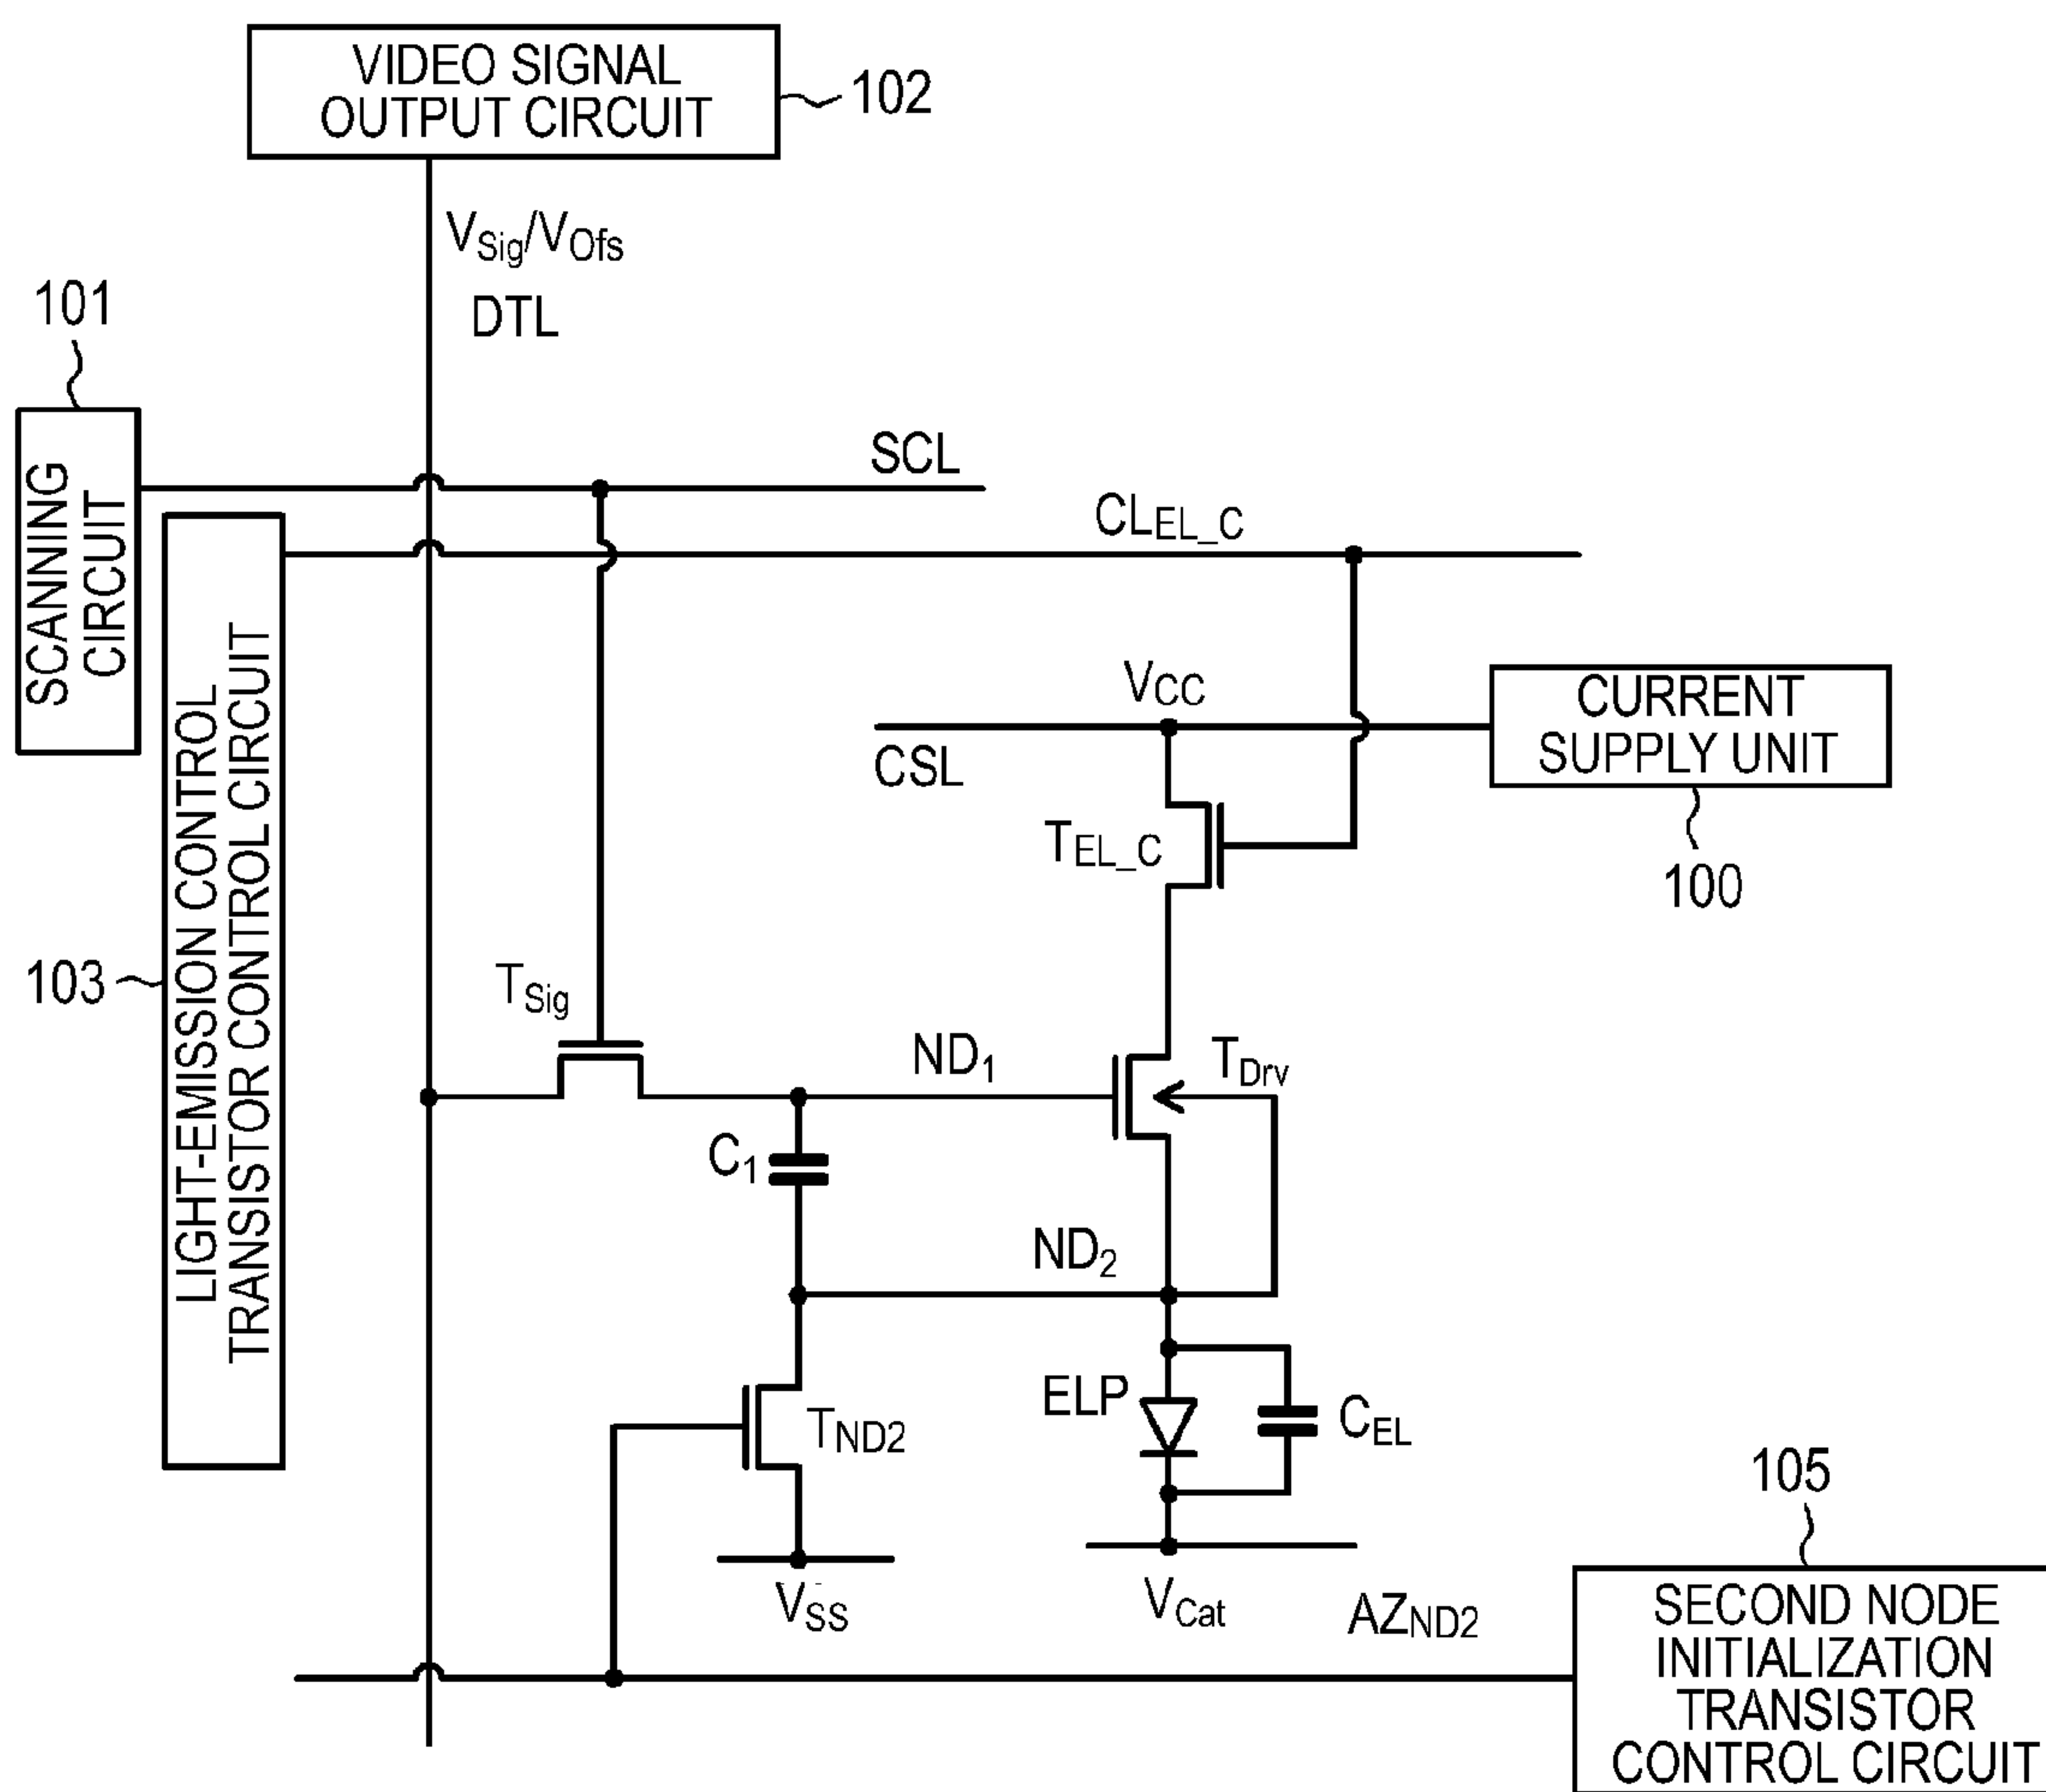 VIDEO SIGNAL
OUTPUT CIRCUIT
102
VSig/VOfs
DTL
101
SCANNING
CIRCUIT
SCL
CLEL_C
LIGHT-EMISSION CONTROL
TRANSISTOR CONTROL CIRCUIT
103
VCC
CSL
CURRENT
SUPPLY UNIT
100
TEL_C
TSig
ND1
TDrv
C1
ND2
ELP
CEL
TND2
VSS
VCat
AZND2
105
SECOND NODE
INITIALIZATION
TRANSISTOR
CONTROL CIRCUIT